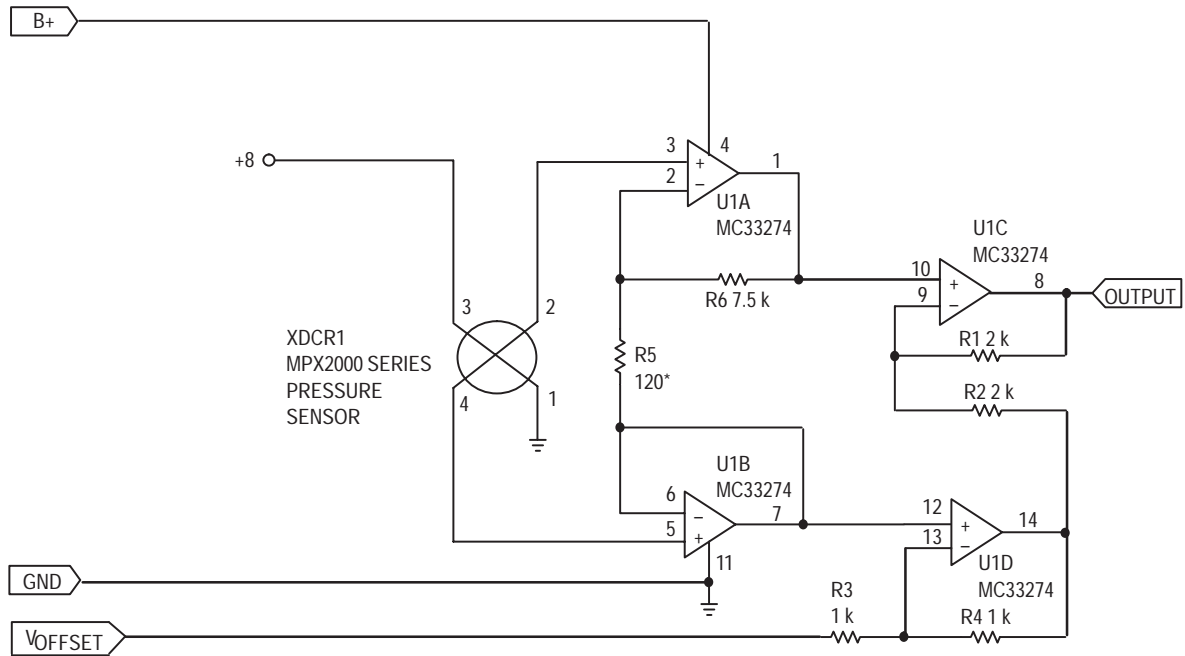 B+
+8
3
4
1
2
+
−
U1A
MC33274
R6 7.5 k
U1C
MC33274
10
8
9
+
−
OUTPUT
R1 2 k
R2 2 k
XDCR1
MPX2000 SERIES
PRESSURE
SENSOR
3
2
4
1
R5
120*
U1B
MC33274
6
7
5
−
+
11
12
14
13
+
−
U1D
MC33274
GND
R3
1 k
R4 1 k
VOFFSET